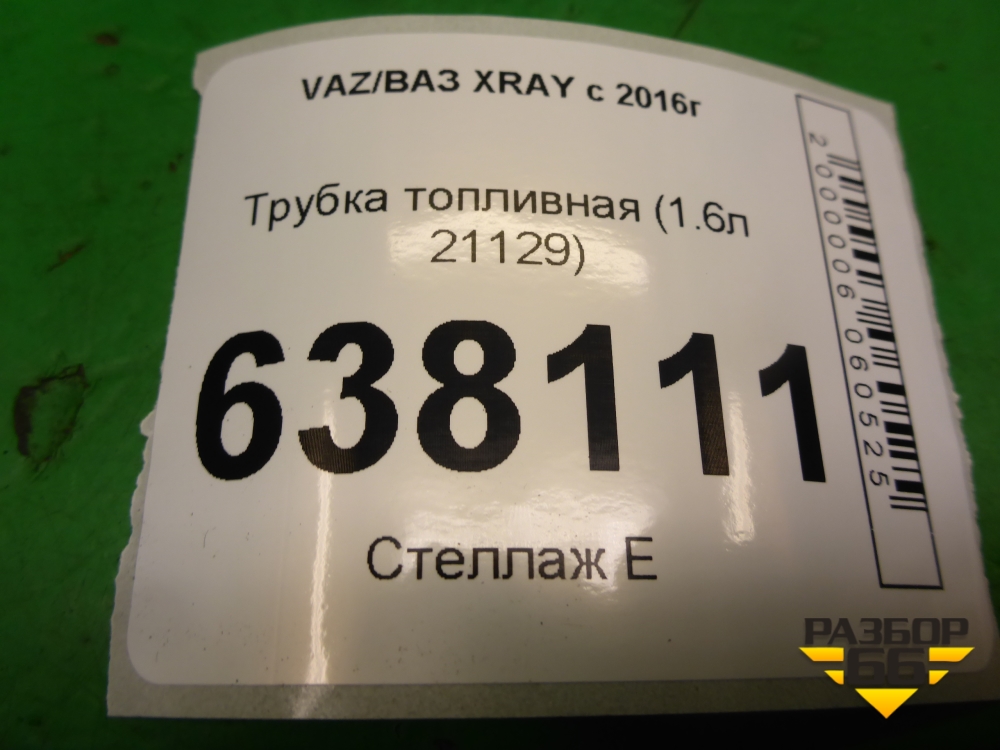 VAZ/ВАЗ XRAY с 2016г
Трубка топливная (1.6л
21129)
638111
Стеллаж Е
2000006060525
РАЗБОР
66